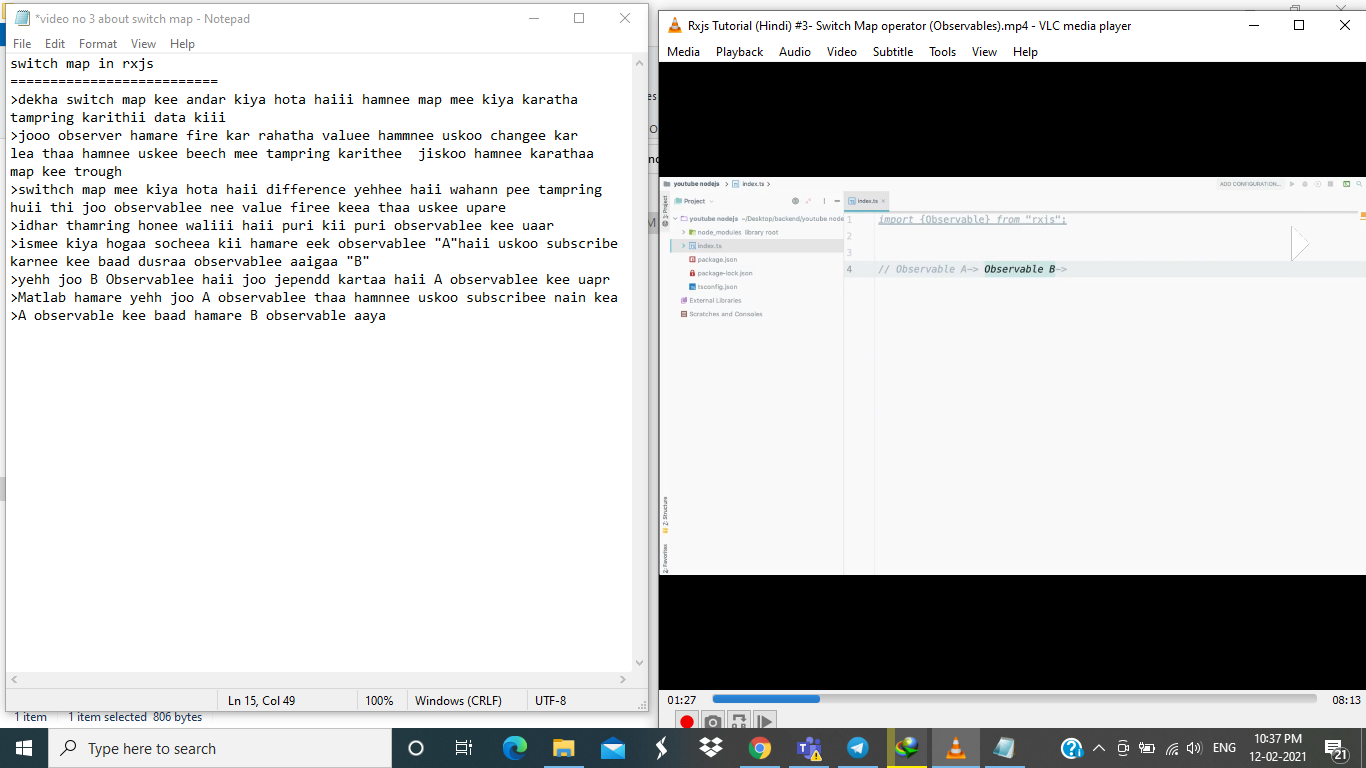 *video no 3 about switch map - Notepad
File Edit Format View Help
switch map in rxjs
==========================
>dekha switch map kee andar kiya hota haiii hamnee map mee kiya karatha
tampring karithii data kiii
>jooo observer hamare fire kar rahatha valuee hammnee uskoo changee kar
lea thaa hamnee uskee beech mee tampring karithee  jiskoo hamnee karathaa
map kee trough
>swithch map mee kiya hota haii difference yehhee haii wahann pee tampring
huii thi joo observablee nee value firee keea thaa uskee upare
>idhar thamring honee waliii haii puri kii puri observablee kee uaar
>ismee kiya hogaa socheea kii hamare eek observablee "A"haii uskoo subscribe
karnee kee baad dusraa observablee aaigaa "B"
>yehh joo B Observablee haii joo jependd kartaa haii A observablee kee uapr
>Matlab hamare yehh joo A observablee thaa hamnnee uskoo subscribee nain kea
>A observable kee baad hamare B observable aaya
Ln 15, Col 49 100% Windows (CRLF) UTF-8
1 item 1 item selected 806 bytes
Rxjs Tutorial (Hindi) #3- Switch Map operator (Observables).mp4 - VLC media player
Media Playback Audio Video Subtitle Tools View Help
youtube nodejs index.ts
ADD CONFIGURATION...
Project
index.ts
youtube nodejs ~/Desktop/backend/youtube node
node_modules library root
index.ts
package.json
package-lock.json
tsconfig.json
External Libraries
Scratches and Consoles
1 import {Observable} from "rxjs";
2
3
4 // Observable A-> Observable B->
1: Project
7: Structure
2: Favorites
01:27 08:13
Type here to search
ENG
10:37 PM
12-02-2021
21